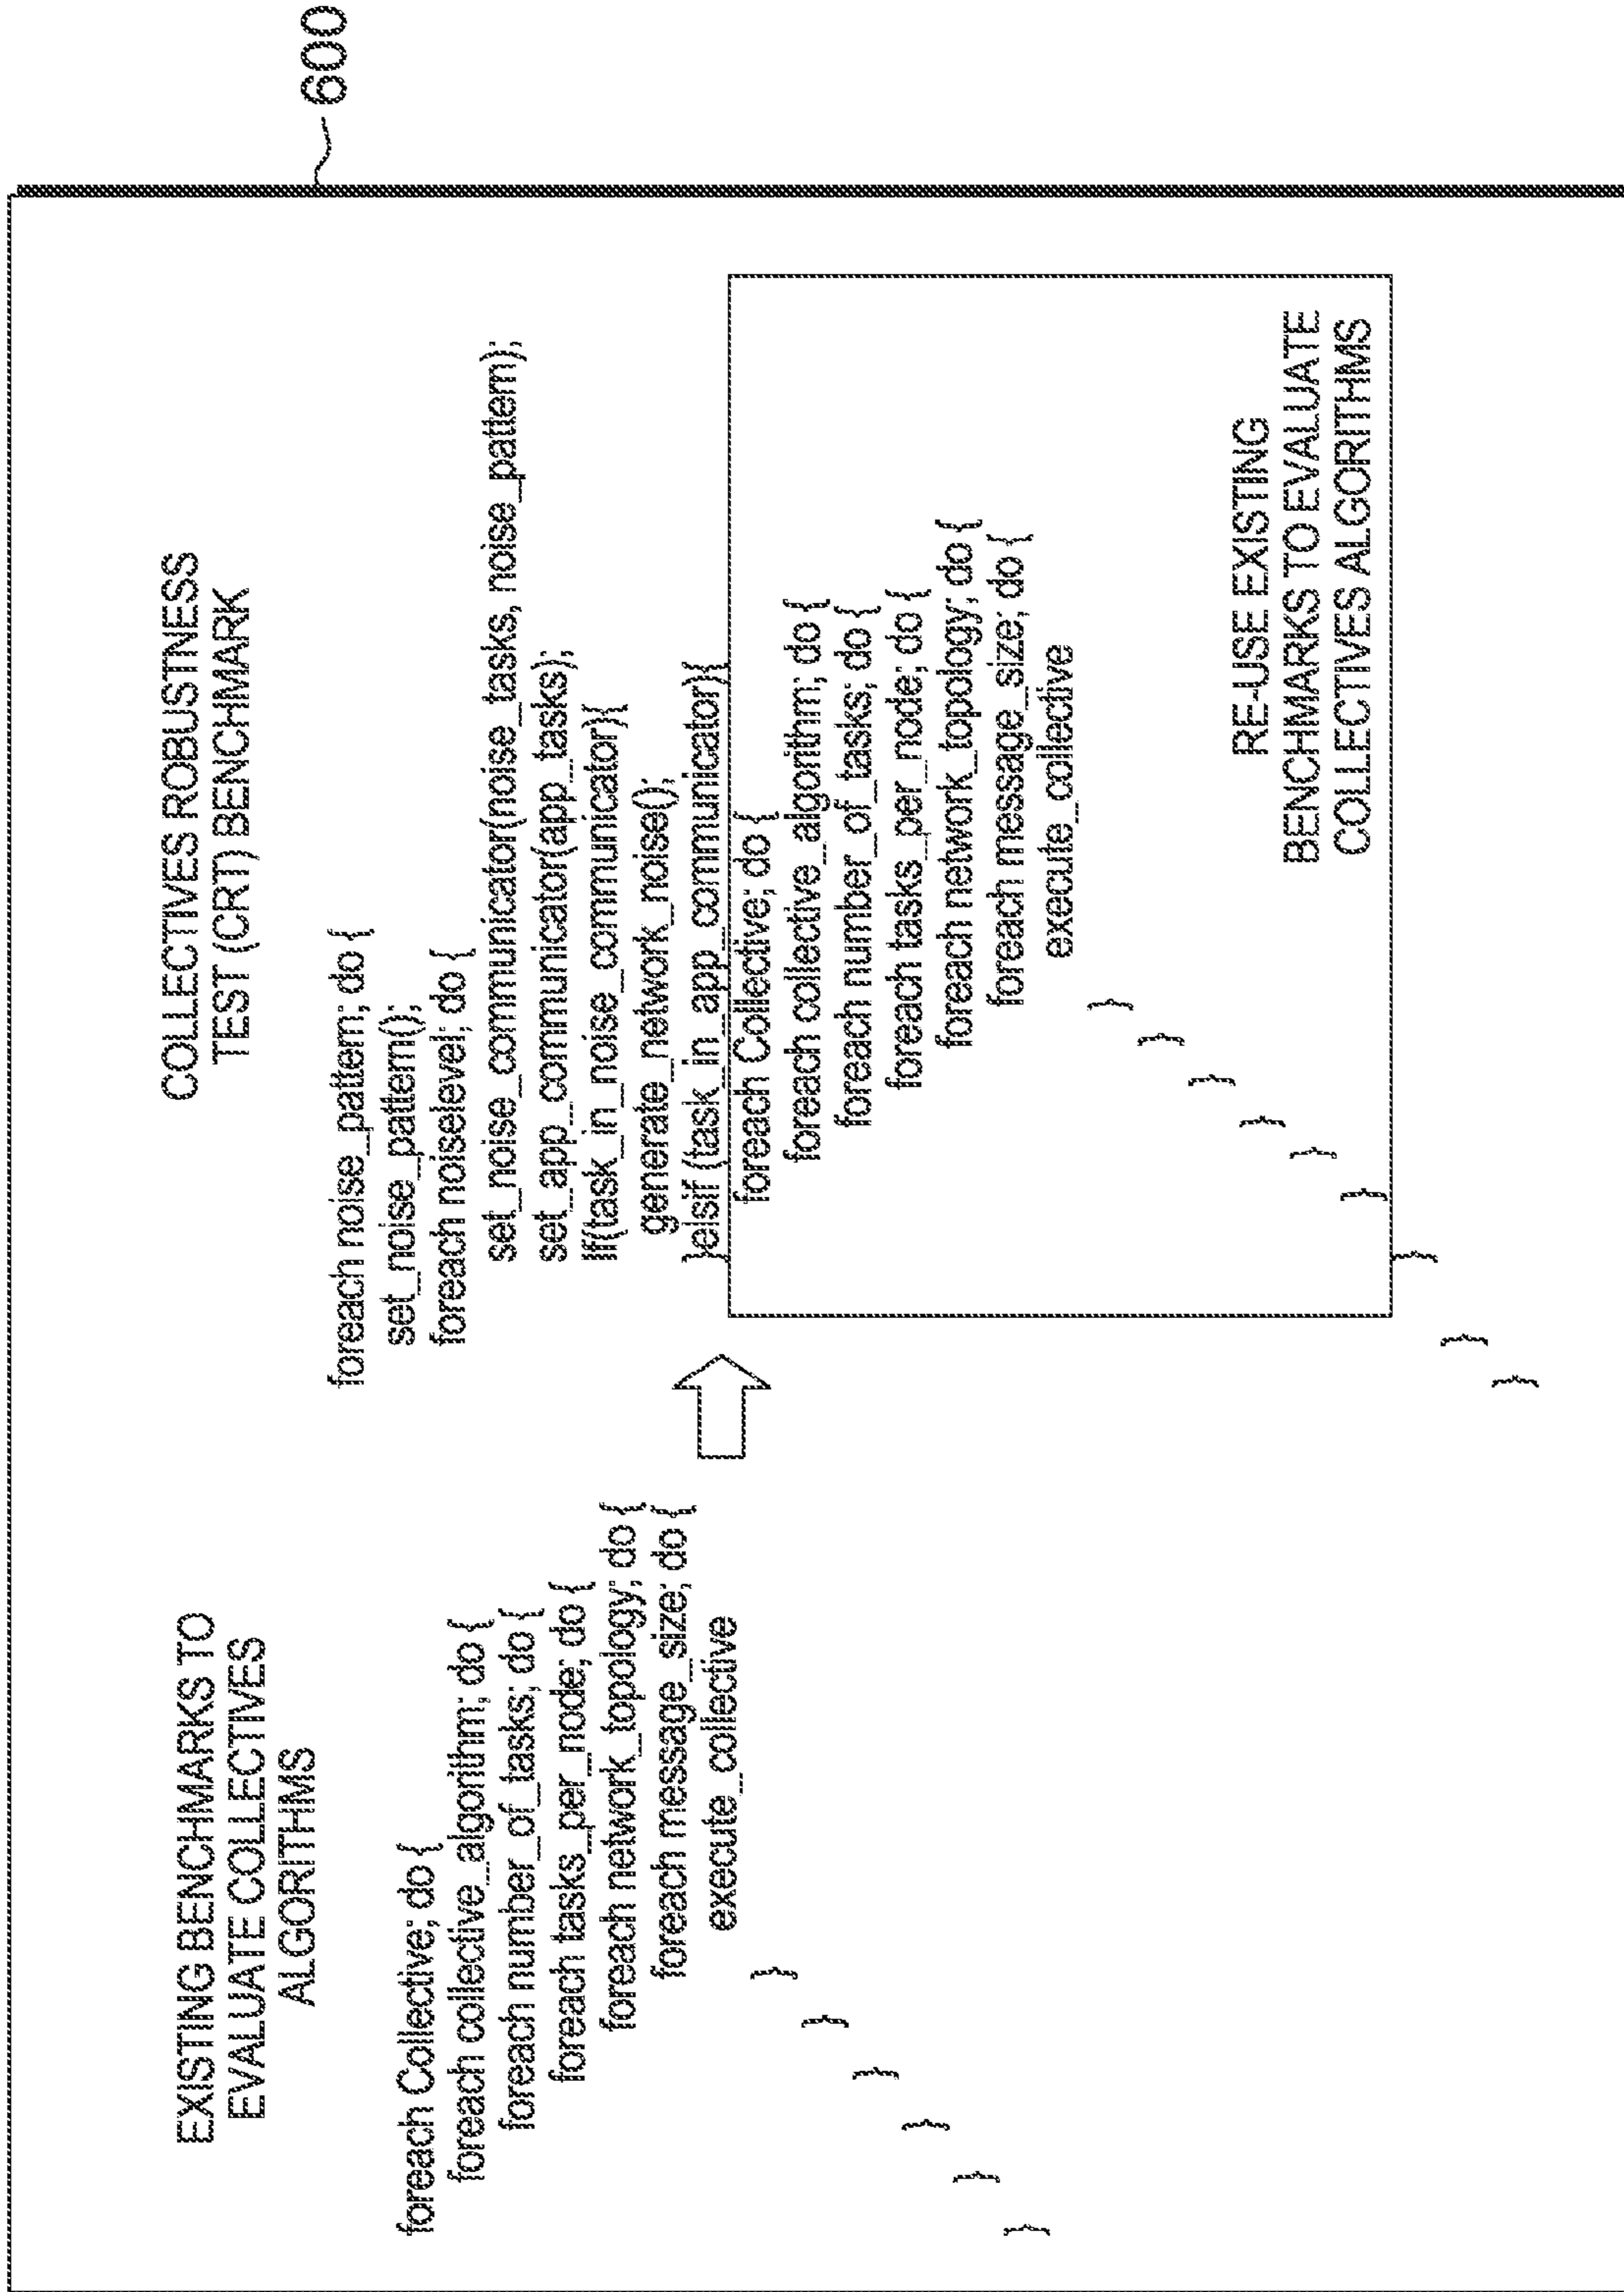 600
EXISTING BENCHMARKS TO
EVALUATE COLLECTIVES
ALGORITHMS
foreach Collective; do {
foreach collective_algorithm; do {
foreach number_of_tasks; do {
foreach tasks_per_node; do {
foreach network_topology; do {
foreach message_size; do {
execute_collective
}
}
}
}
}
}
COLLECTIVES ROBUSTNESS
TEST (CRT) BENCHMARK
foreach noise_pattern; do {
set_noise_pattern();
foreach noiselevel; do {
set_noise_communicator(noise_tasks, noise_pattern);
set_app_communicator(app_tasks);
if(task_in_noise_communicator){
generate_network_noise();
}elsif (task_in_app_communicator){
foreach Collective; do {
foreach collective_algorithm; do {
foreach number_of_tasks; do {
foreach tasks_per_node; do {
foreach network_topology; do {
foreach message_size; do {
execute_collective
}
}
}
}
}
}
RE-USE EXISTING
BENCHMARKS TO EVALUATE
COLLECTIVES ALGORITHMS
}
}
}